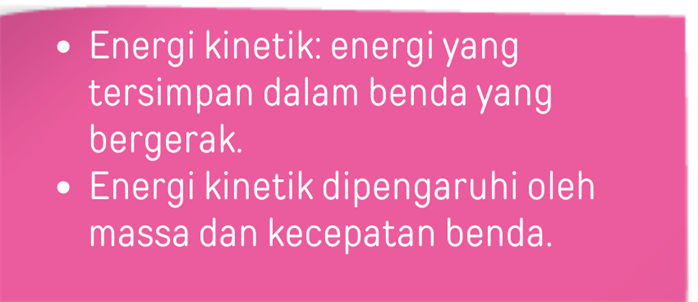 • Energi kinetik: energi yang
tersimpan dalam benda yang
bergerak.
• Energi kinetik dipengaruhi oleh
massa dan kecepatan benda.